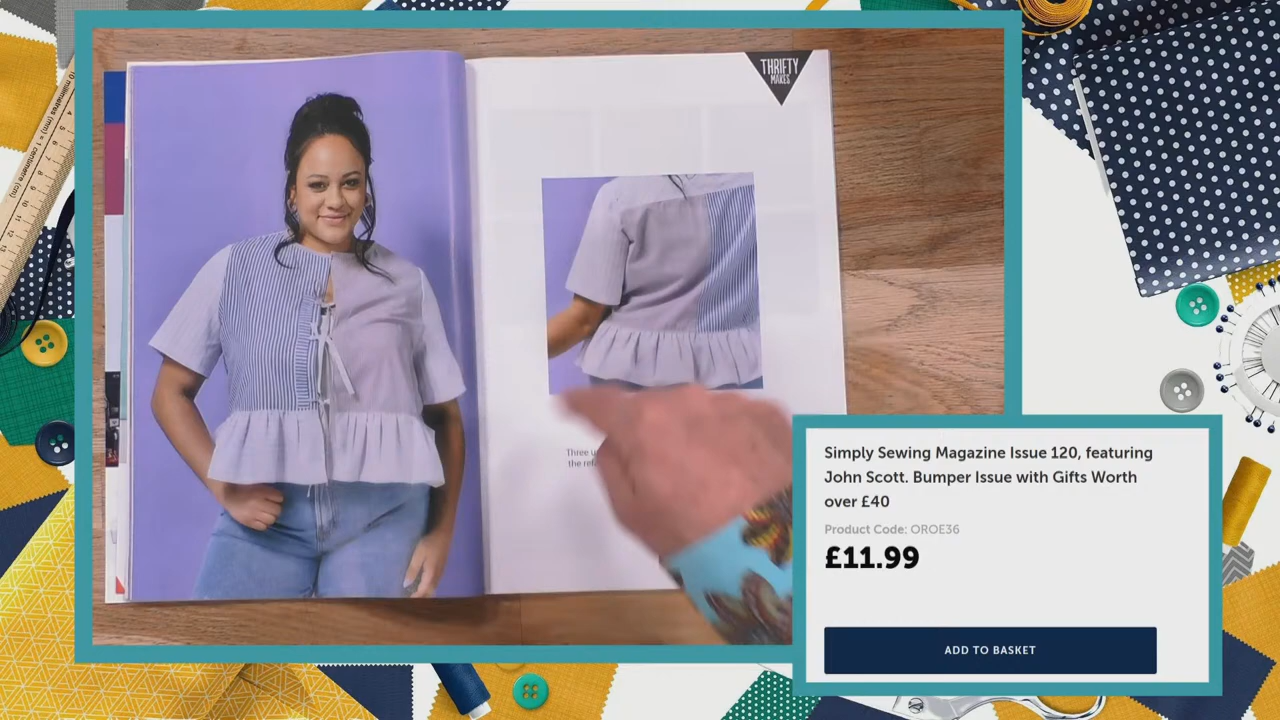 THRIFTY
MAKES
Three u
the ref
Simply Sewing Magazine Issue 120, featuring
John Scott. Bumper Issue with Gifts Worth
over £40
Product Code: OROE36
£11.99
ADD TO BASKET